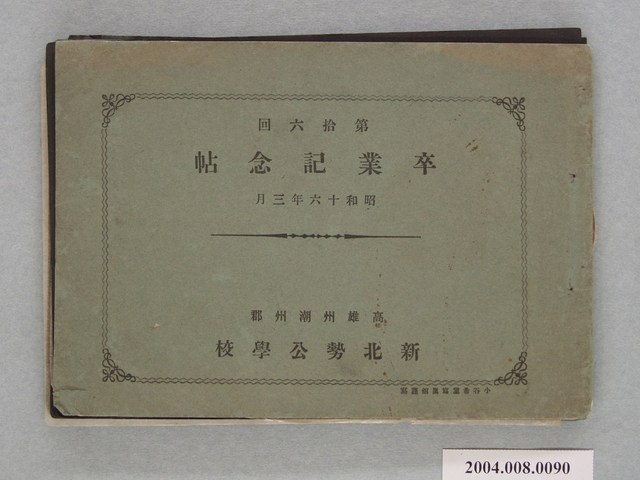 第拾六回
卒業記念帖
昭和十六年三月
高雄州潮州郡
新北勢公學校
2004.008.0090